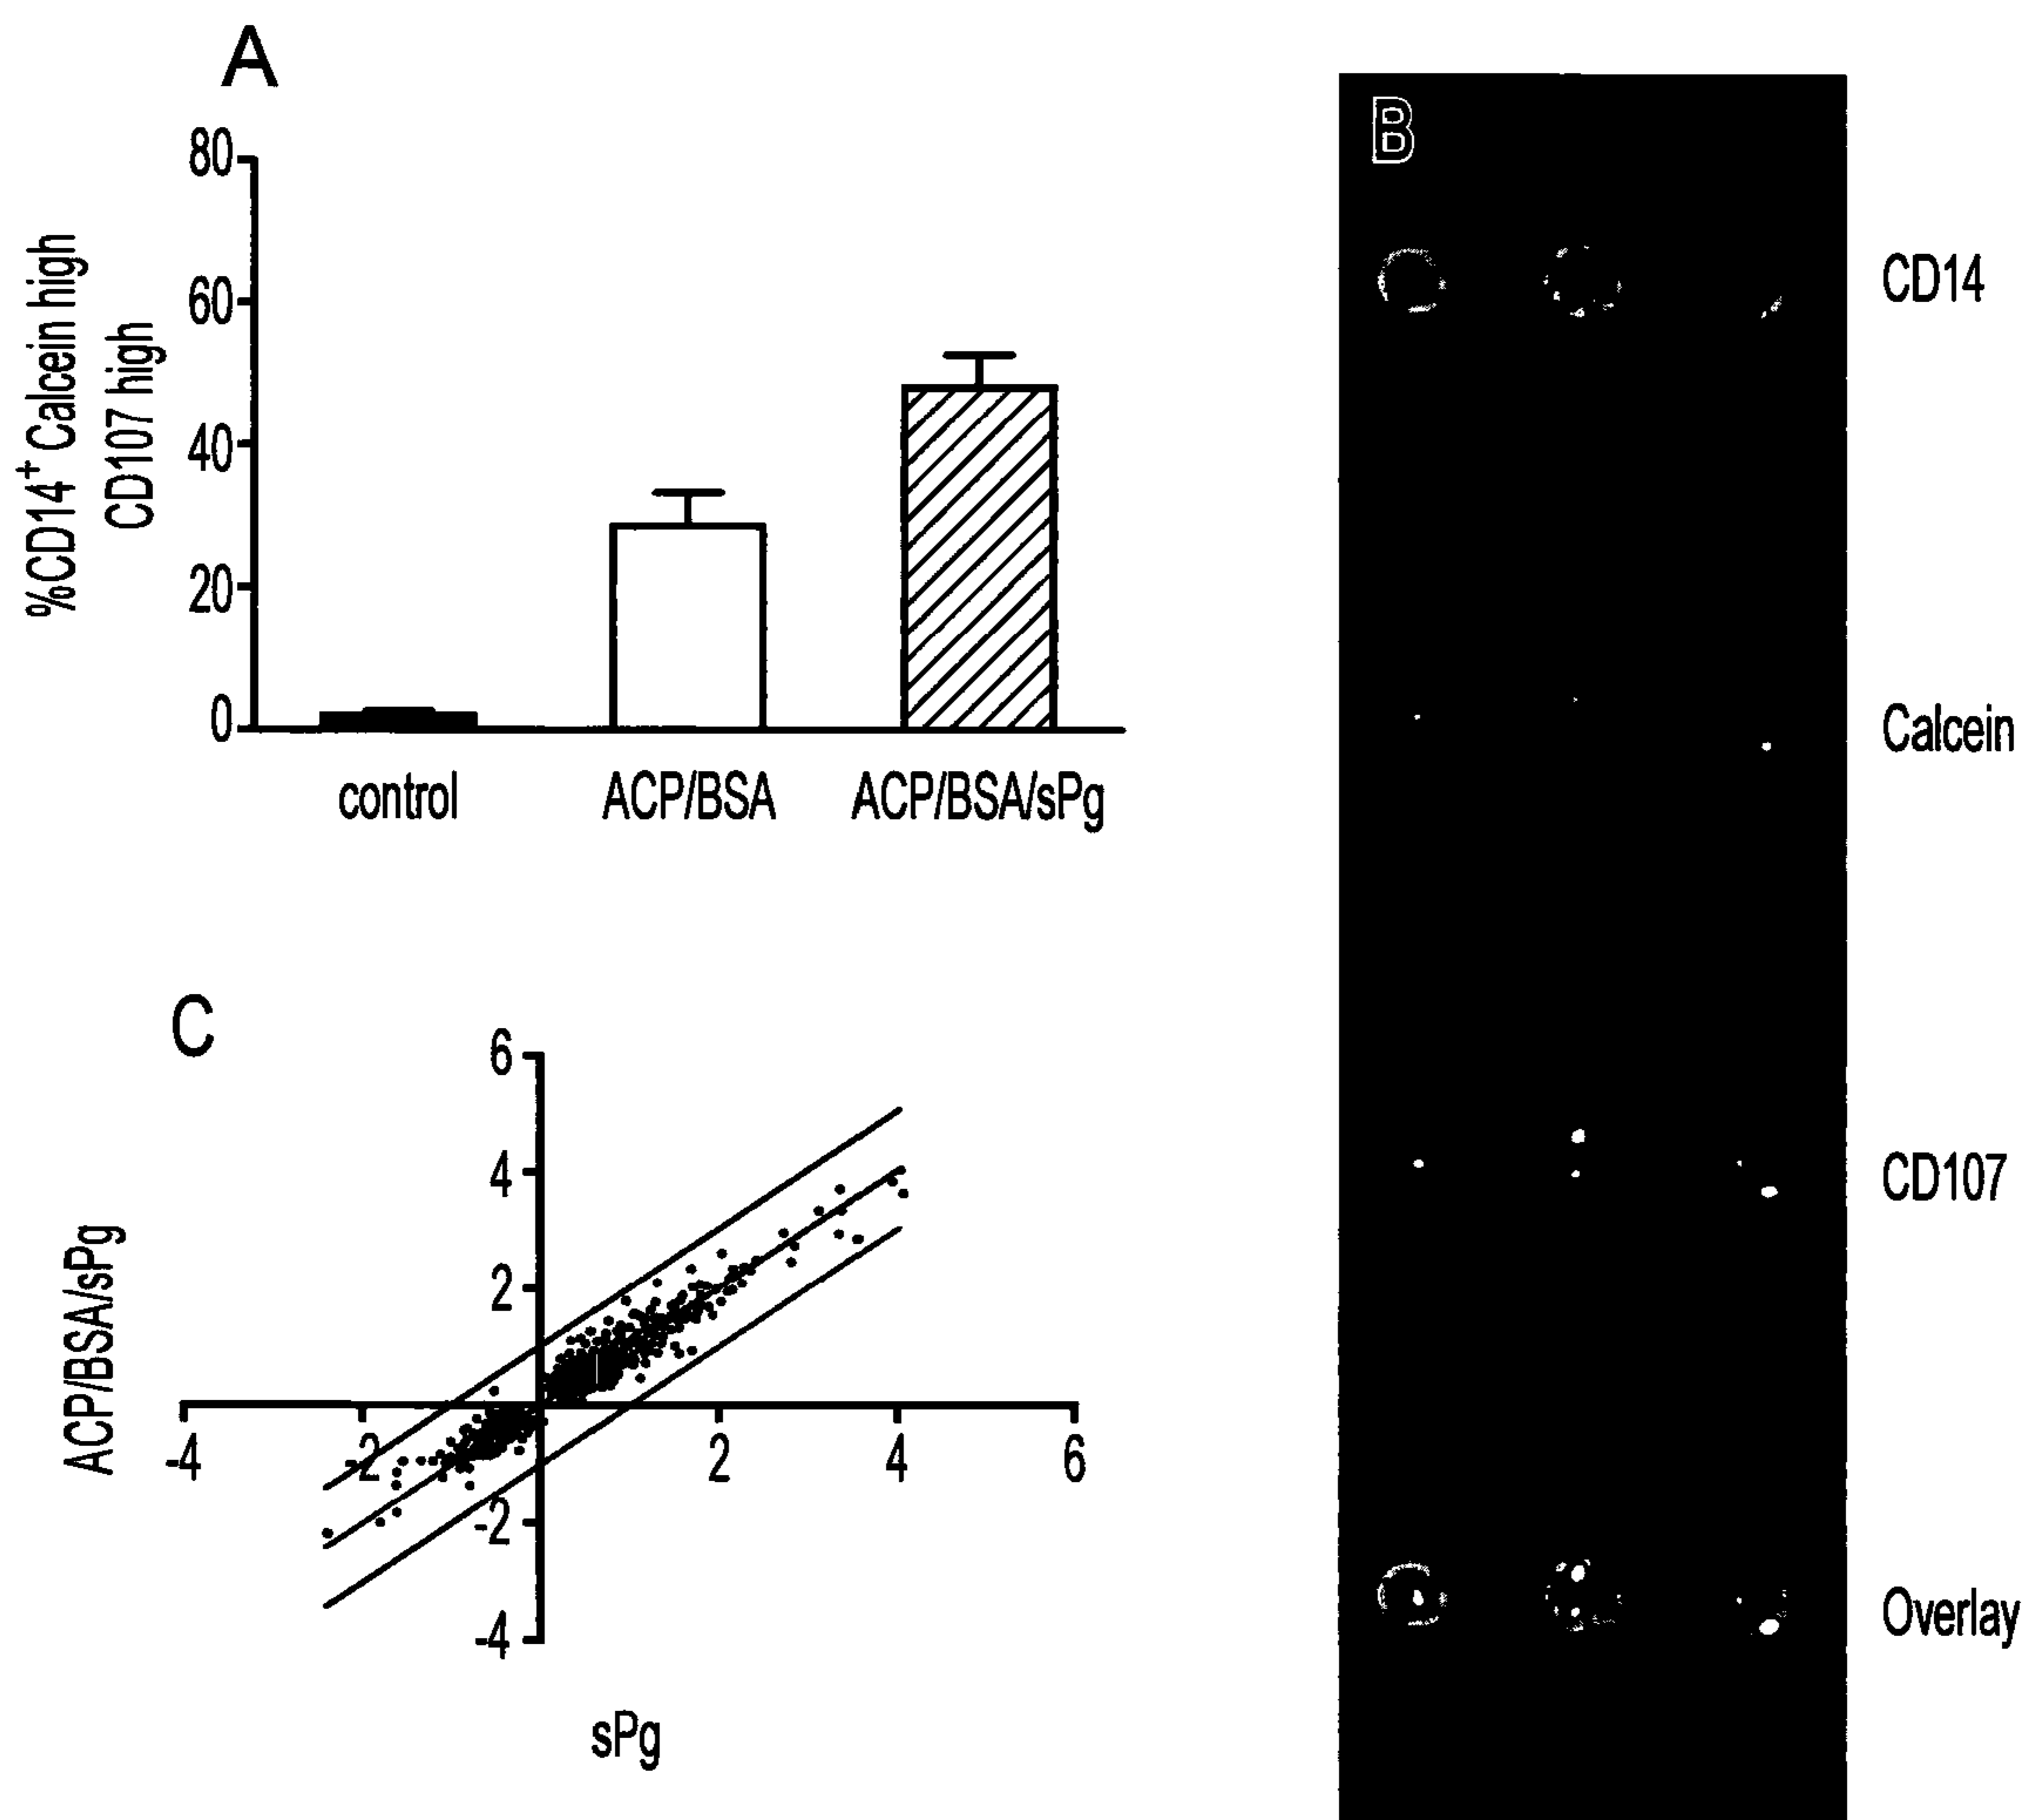 A
80
60
40
20
0
%CD14+ Calcein high
CD107 high
control
ACP/BSA
ACP/BSA/sPg
B
CD14
Calcein
CD107
Overlay
C
6
4
2
-2
-4
-4
-2
2
4
6
ACP/BSA/sPg
sPg